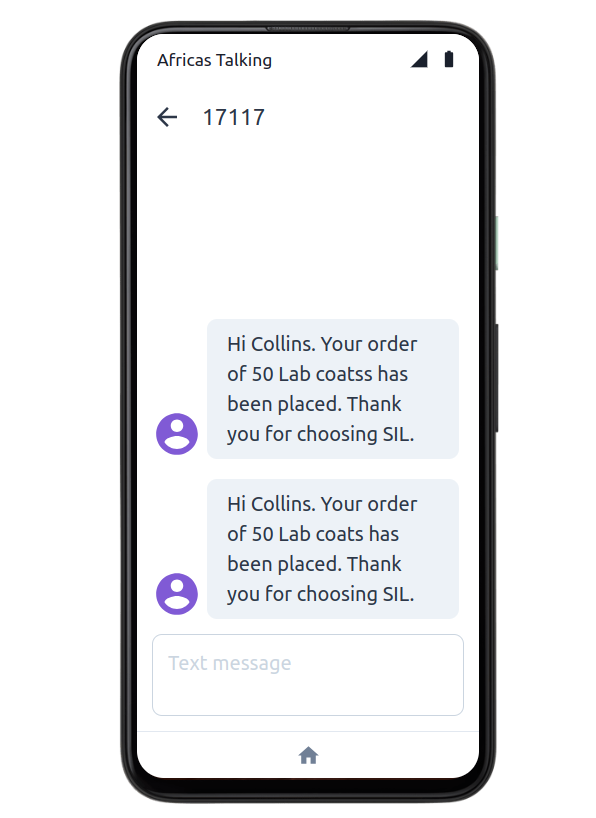 Africas Talking
17117
Hi Collins. Your order
of 50 Lab coatss has
been placed. Thank
you for choosing SIL.
Hi Collins. Your order
of 50 Lab coats has
been placed. Thank
you for choosing SIL.
Text message